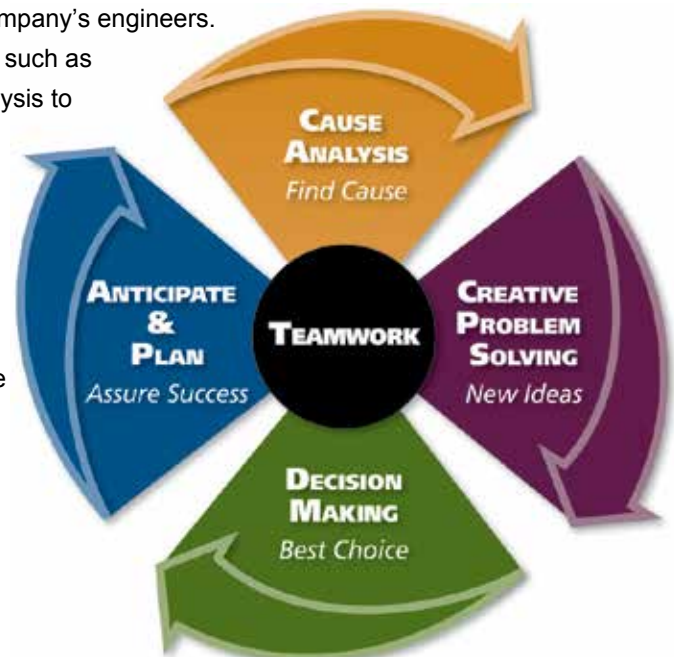 ompany’s engineers.
such as
ysis to
e
CAUSE
ANALYSIS
Find Cause
ANTICIPATE
&
PLAN
Assure Success
TEAMWORK
CREATIVE
PROBLEM
SOLVING
New Ideas
DECISION
MAKING
Best Choice